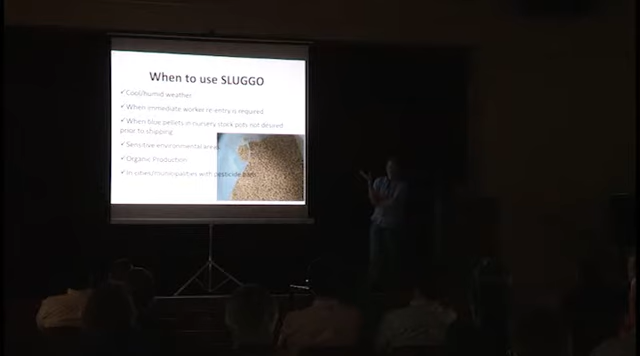 When to use SLUGGO
✓Cool/humid weather
✓When immediate worker re-entry is required
✓When blue pellets in nursery stock pots not desired
prior to shipping
✓Sensitive environmental areas
✓Organic Production
✓In cities/municipalities with pesticide bans